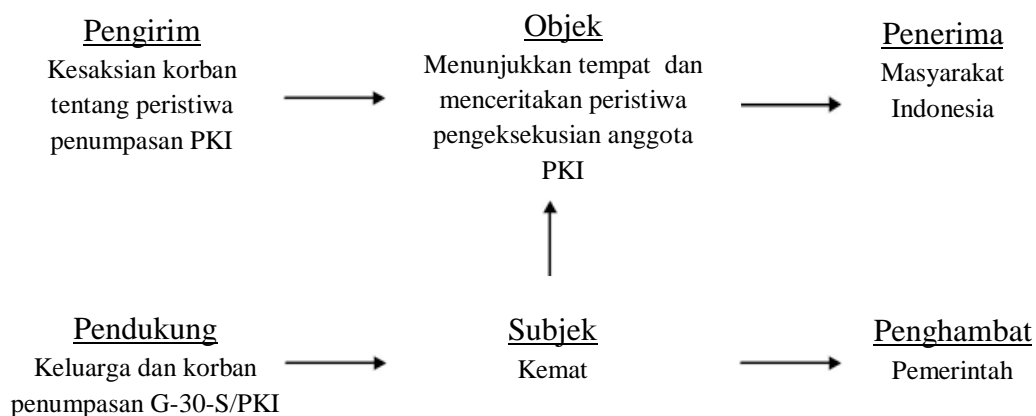 Pengirim
Kesaksian korban
tentang peristiwa
penumpasan PKI
Objek
Menunjukkan tempat dan
menceritakan peristiwa
pengeksekusian anggota
PKI
Penerima
Masyarakat
Indonesia
Pendukung
Keluarga dan korban
penumpasan G-30-S/PKI
Subjek
Kemat
Penghambat
Pemerintah